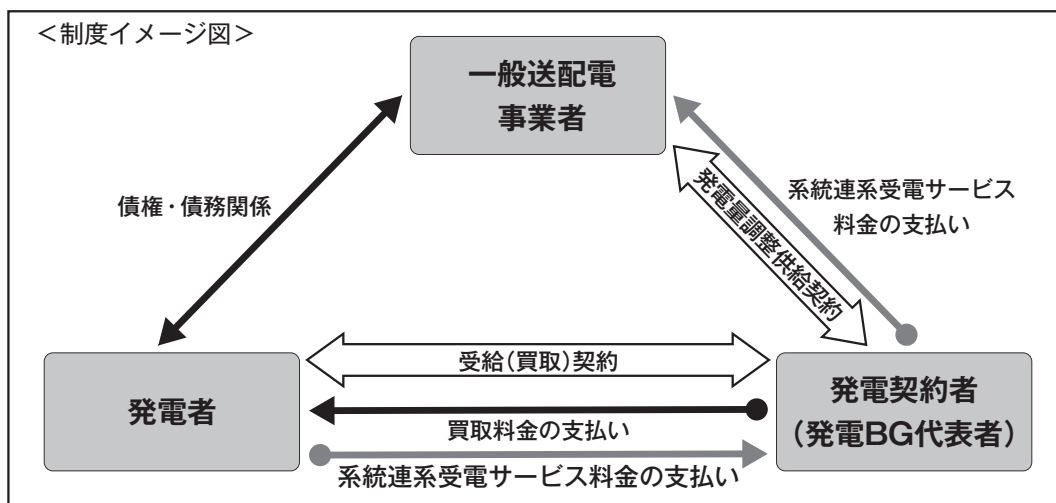 ＜制度イメージ図＞
一般送配電
事業者
債権・債務関係
発電量調整供給契約
系統連系受電サービス
料金の支払い
発電者
受給（買取）契約
買取料金の支払い
系統連系受電サービス料金の支払い
発電契約者
（発電BG代表者）